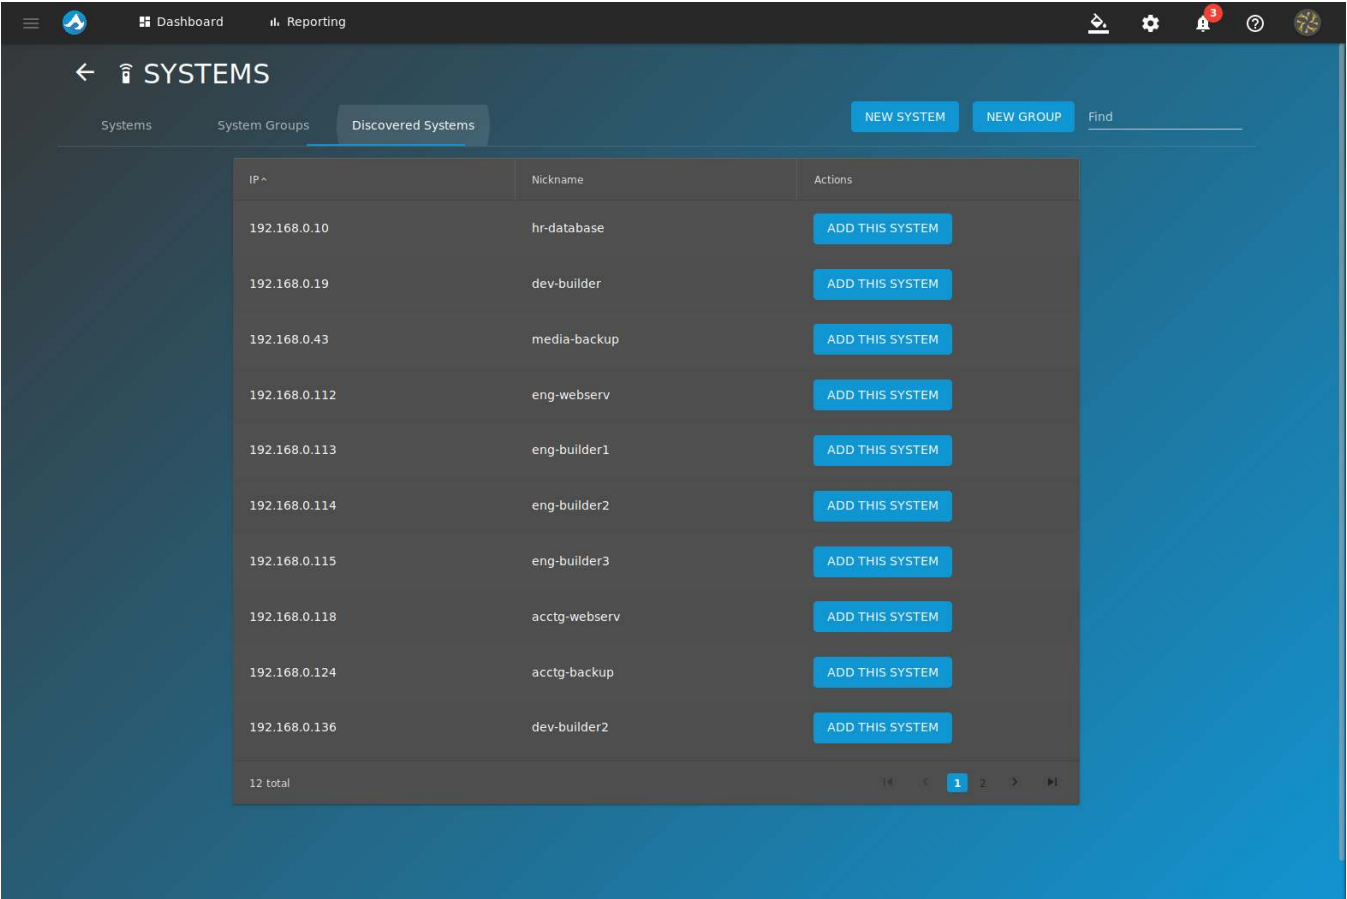 Dashboard Reporting 3
SYSTEMS
Systems System Groups Discovered Systems NEW SYSTEM NEW GROUP Find
IP Nickname Actions
192.168.0.10 hr-database ADD THIS SYSTEM
192.168.0.19 dev-builder ADD THIS SYSTEM
192.168.0.43 media-backup ADD THIS SYSTEM
192.168.0.112 eng-webserv ADD THIS SYSTEM
192.168.0.113 eng-builder1 ADD THIS SYSTEM
192.168.0.114 eng-builder2 ADD THIS SYSTEM
192.168.0.115 eng-builder3 ADD THIS SYSTEM
192.168.0.118 acctg-webserv ADD THIS SYSTEM
192.168.0.124 acctg-backup ADD THIS SYSTEM
192.168.0.136 dev-builder2 ADD THIS SYSTEM
12 total 1 2